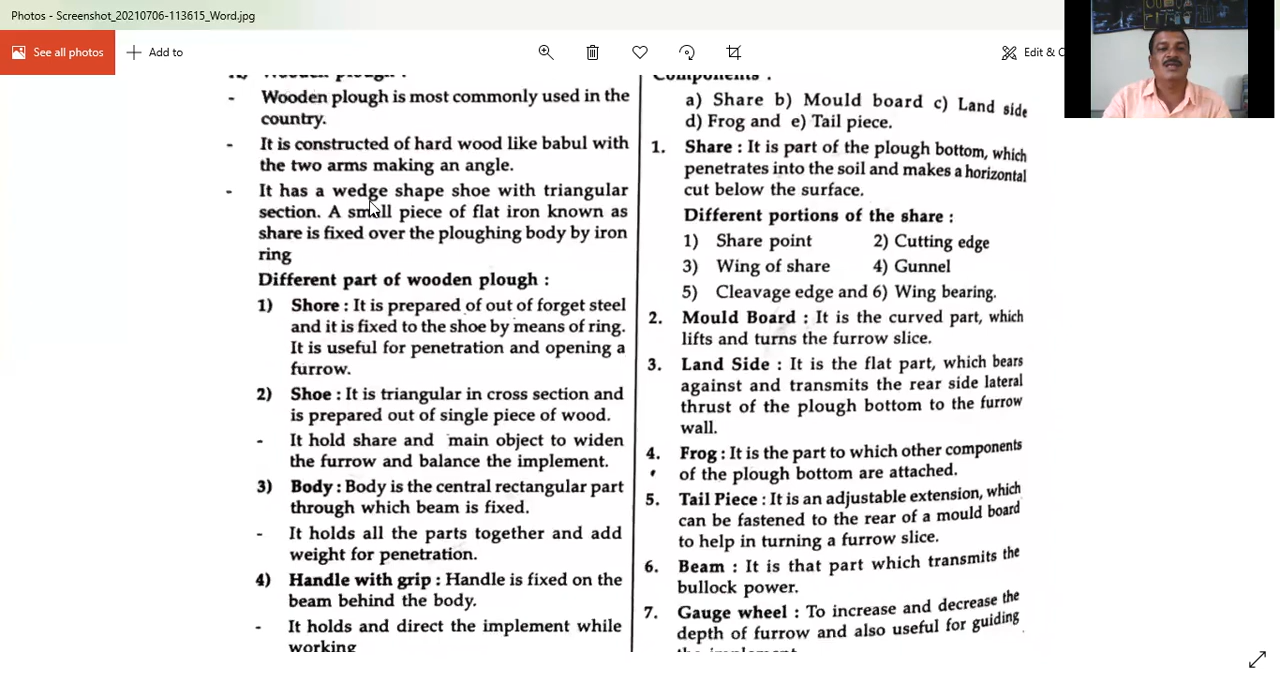 Photos - Screenshot_20210706-113615_Word.jpg
See all photos
Add to
Edit & C
Wooden plough :
- Wooden plough is most commonly used in the
country.
- It is constructed of hard wood like babul with
the two arms making an angle.
- It has a wedge shape shoe with triangular
section. A small piece of flat iron known as
share is fixed over the ploughing body by iron
ring
Different part of wooden plough :
1) Shore : It is prepared of out of forget steel
and it is fixed to the shoe by means of ring.
It is useful for penetration and opening a
furrow.
2) Shoe : It is triangular in cross section and
is prepared out of single piece of wood.
- It hold share and main object to widen
the furrow and balance the implement.
3) Body : Body is the central rectangular part
through which beam is fixed.
- It holds all the parts together and add
weight for penetration.
4) Handle with grip : Handle is fixed on the
beam behind the body.
- It holds and direct the implement while
working
Components :
a) Share b) Mould board c) Land side
d) Frog and e) Tail piece.
1. Share : It is part of the plough bottom, which
penetrates into the soil and makes a horizontal
cut below the surface.
Different portions of the share :
1) Share point 2) Cutting edge
3) Wing of share 4) Gunnel
5) Cleavage edge and 6) Wing bearing.
2. Mould Board : It is the curved part, which
lifts and turns the furrow slice.
3. Land Side : It is the flat part, which bears
against and transmits the rear side lateral
thrust of the plough bottom to the furrow
wall.
4. Frog : It is the part to which other components
of the plough bottom are attached.
5. Tail Piece : It is an adjustable extension, which
can be fastened to the rear of a mould board
to help in turning a furrow slice.
6. Beam : It is that part which transmits the
bullock power.
7. Gauge wheel : To increase and decrease the
depth of furrow and also useful for guiding
the implement